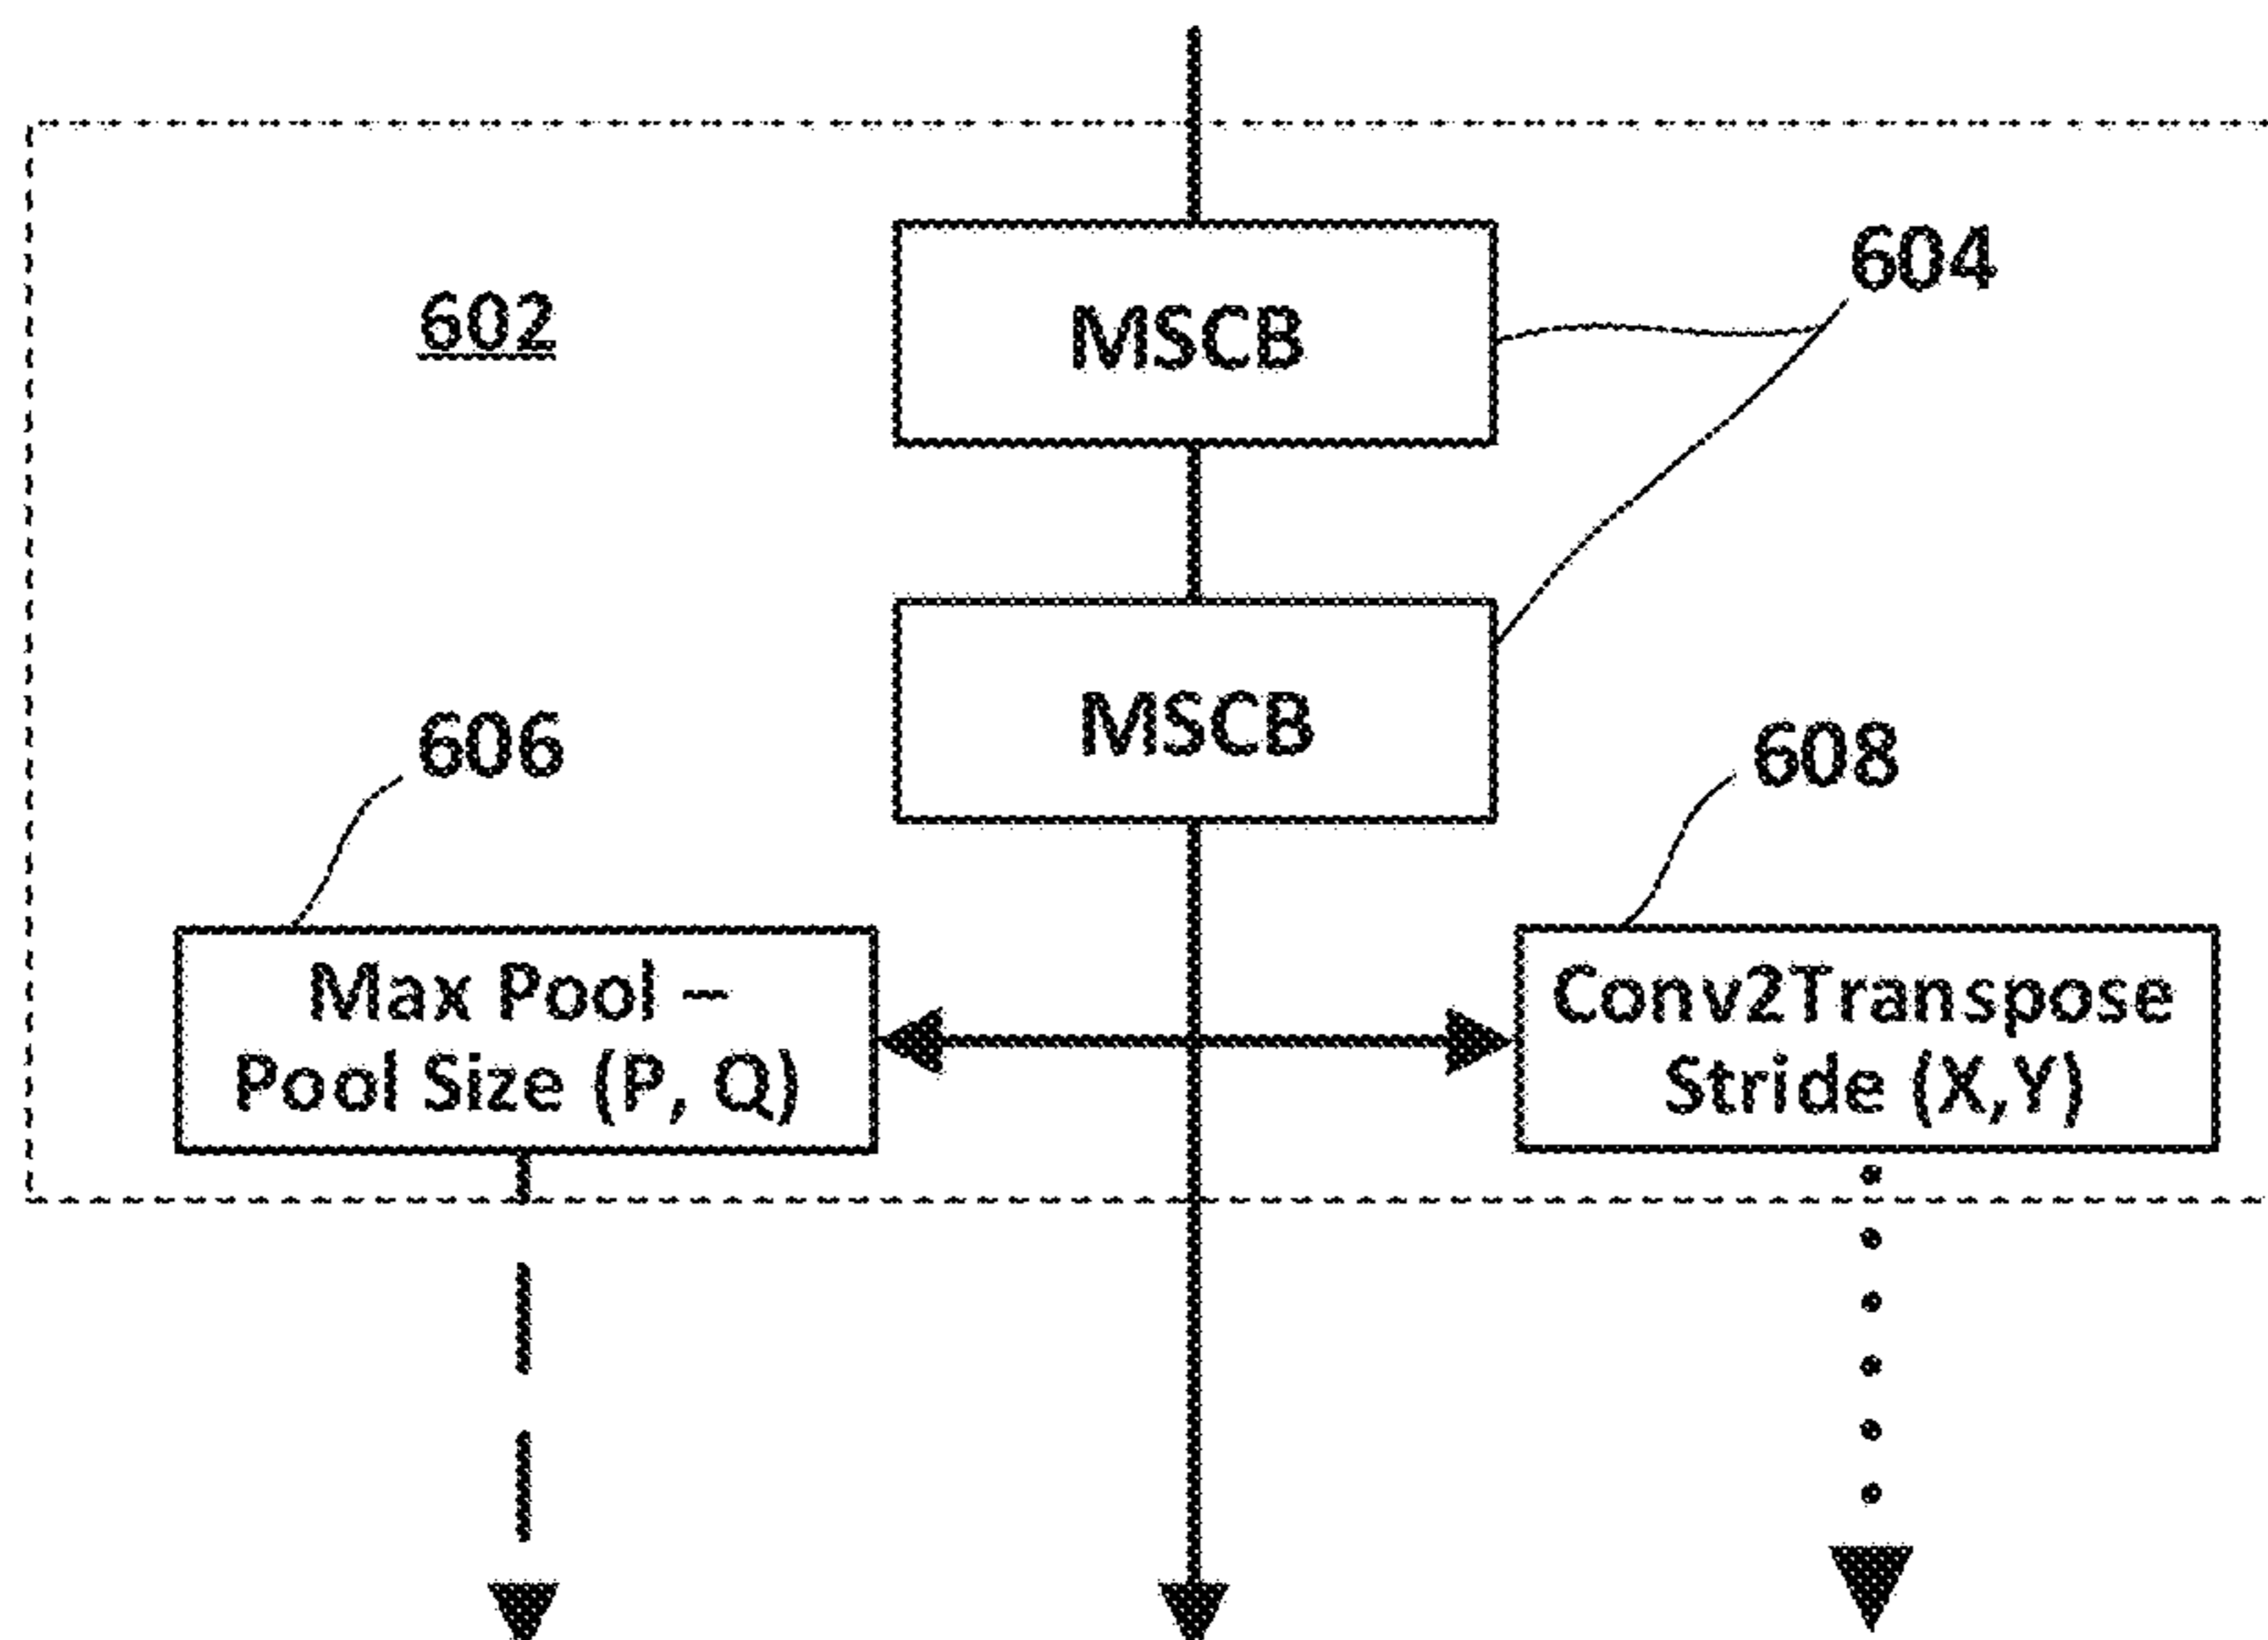 604
602
MSCB
MSCB
606
608
Max Pool –
Pool Size (P, Q)
Conv2Transpose
Stride (X,Y)